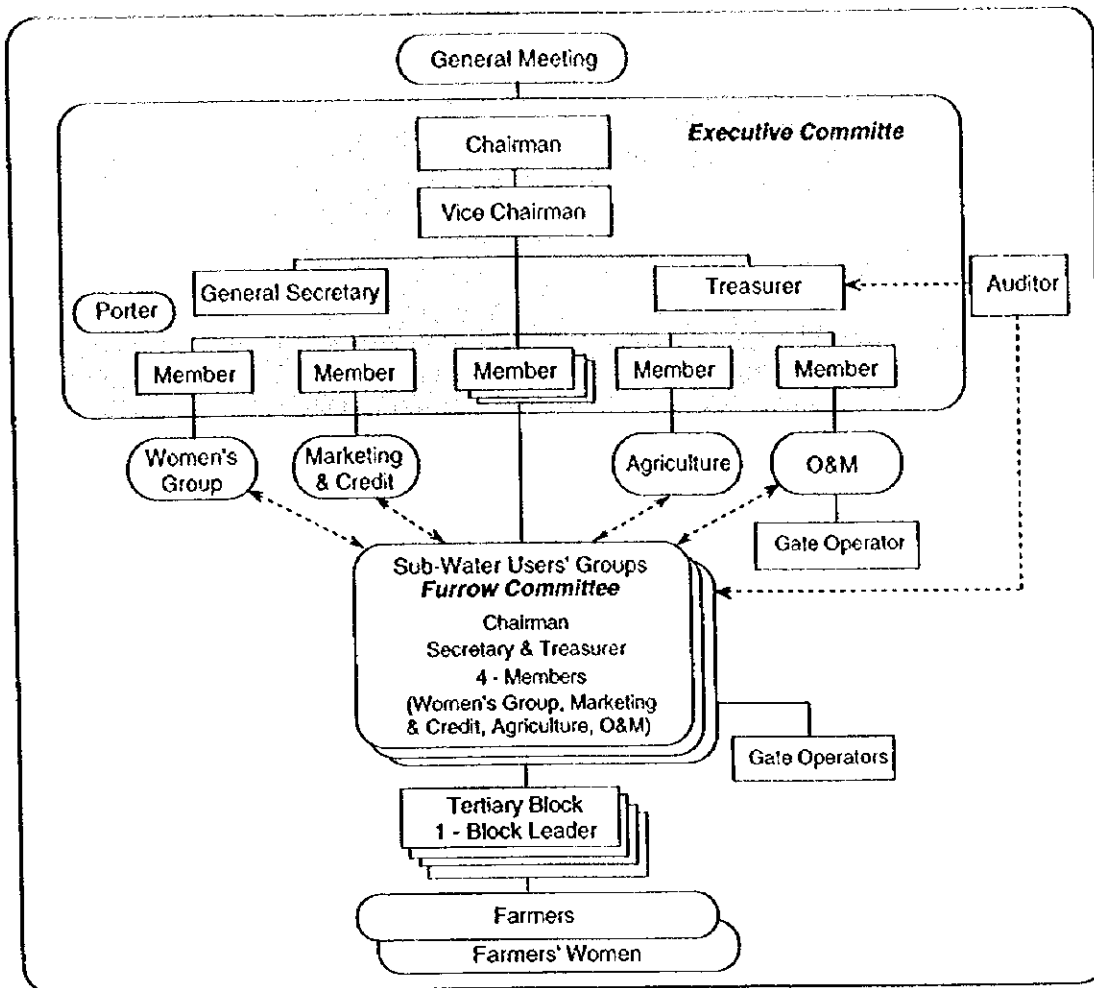 General Meeting
Executive Committe
Chairman
Vice Chairman
General Secretary
Treasurer
Auditor
Porter
Member
Member
Member
Member
Member
Women's
Group
Marketing
& Credit
Agriculture
O&M
Gate Operator
Sub-Water Users' Groups
Furrow Committee
Chairman
Secretary & Treasurer
4 - Members
(Women's Group, Marketing
& Credit, Agriculture, O&M)
Gate Operators
Tertiary Block
1 - Block Leader
Farmers
Farmers' Women